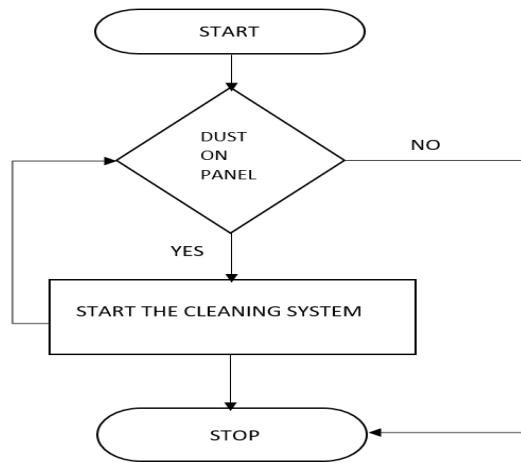 START
DUST
ON
PANEL
NO
YES
START THE CLEANING SYSTEM
STOP